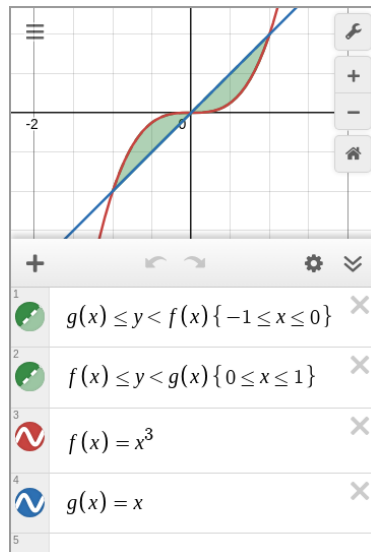 -2
0
1
g(x) ≤ y < f(x) { −1 ≤ x ≤ 0 }
2
f(x) ≤ y < g(x) { 0 ≤ x ≤ 1 }
3
f(x) = x³
4
g(x) = x
5